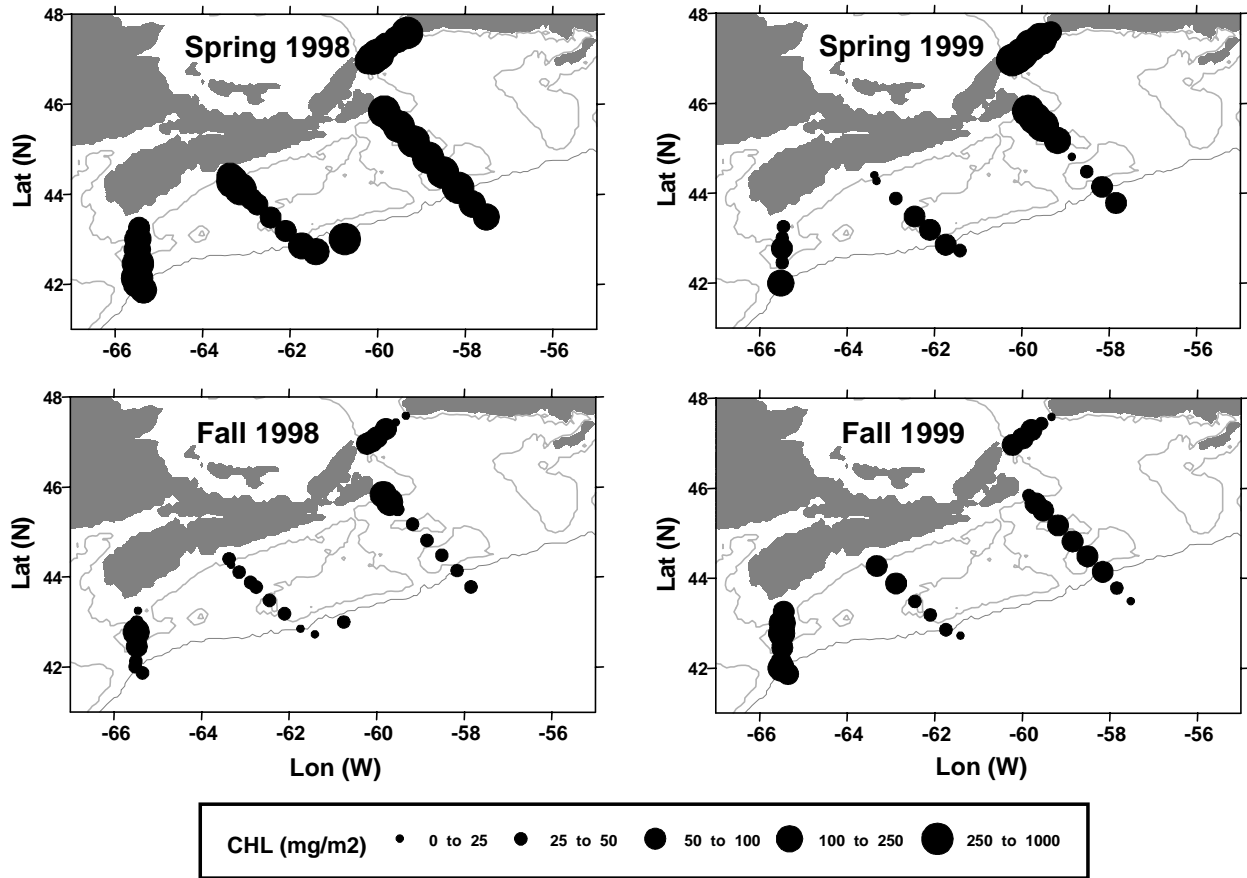 Spring 1998
Lat (N)
48
46
44
42
-66 -64 -62 -60 -58 -56
Spring 1999
Lat (N)
48
46
44
42
-66 -64 -62 -60 -58 -56
Fall 1998
Lat (N)
48
46
44
42
-66 -64 -62 -60 -58 -56
Lon (W)
Fall 1999
Lat (N)
48
46
44
42
-66 -64 -62 -60 -58 -56
Lon (W)
CHL (mg/m2) 0 to 25 25 to 50 50 to 100 100 to 250 250 to 1000